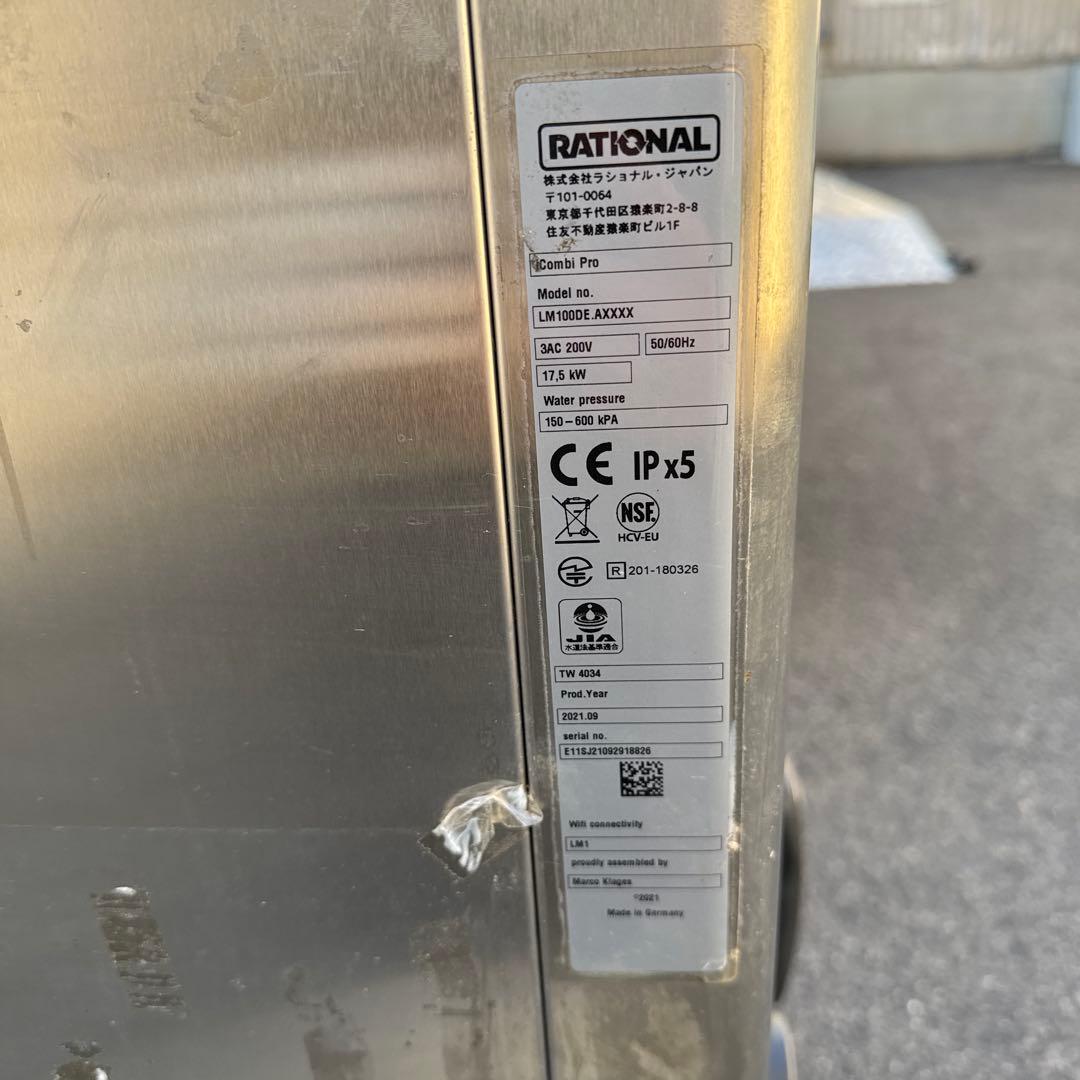 RATIONAL
株式会社ラショナル・ジャパン
〒101-0064
東京都千代田区猿楽町2-8-8
住友不動産猿楽町ビル1F
iCombi Pro
Model no.
LM100DE.AXXXX
3AC 200V 50/60Hz
17,5 kW
Water pressure
150–600 kPA
CE IPx5
NSF.
HCV-EU
R 201-180326
JIA
水道法基準適合
TW 4034
Prod.Year
2021.09
serial no.
E11SJ21092918826
Wifi connectivity
LM1
proudly assembled by
Marco Klages
©2021
Made in Germany